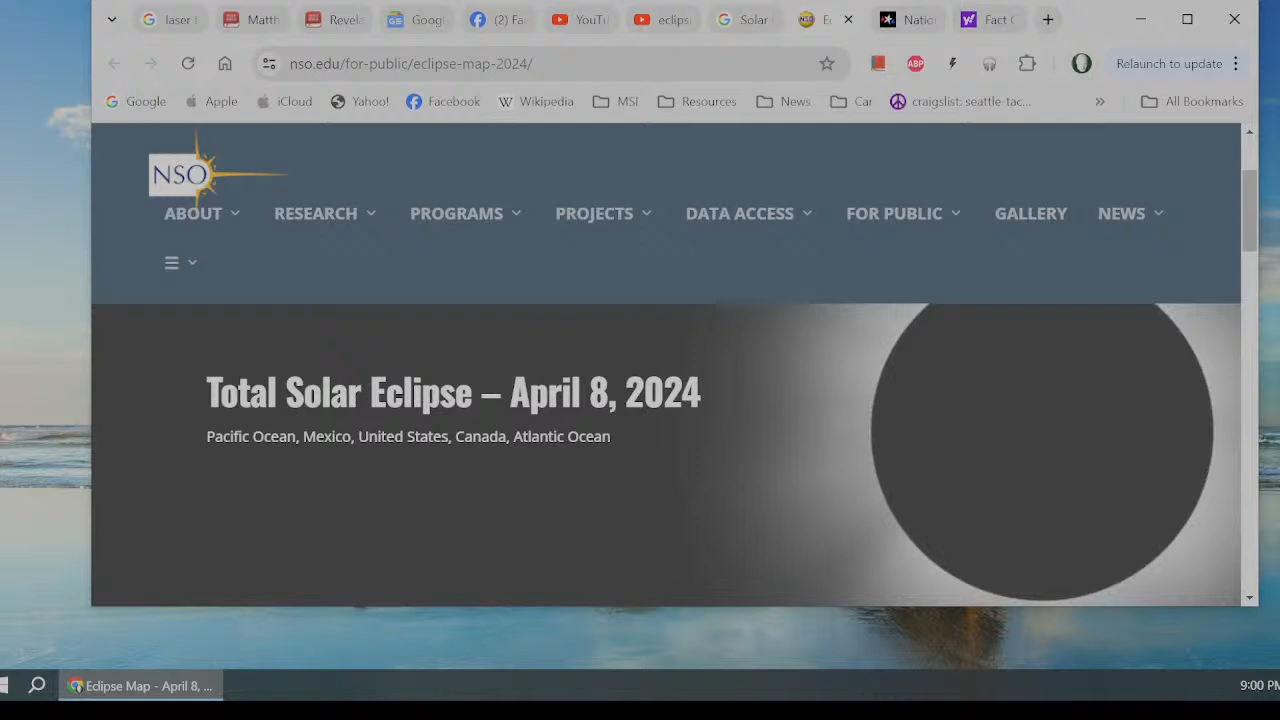 laser
Matth
Revela
Googl
(2) Fa
YouTu
eclips
Solar
Natio
Fact C
nso.edu/for-public/eclipse-map-2024/
ABP
Relaunch to update
Google Apple iCloud Yahoo! Facebook Wikipedia MSI Resources News Car craigslist: seattle-tac... » All Bookmarks
NSO
ABOUT RESEARCH PROGRAMS PROJECTS DATA ACCESS FOR PUBLIC GALLERY NEWS
Total Solar Eclipse – April 8, 2024
Pacific Ocean, Mexico, United States, Canada, Atlantic Ocean
Eclipse Map - April 8, ...
9:00 PM